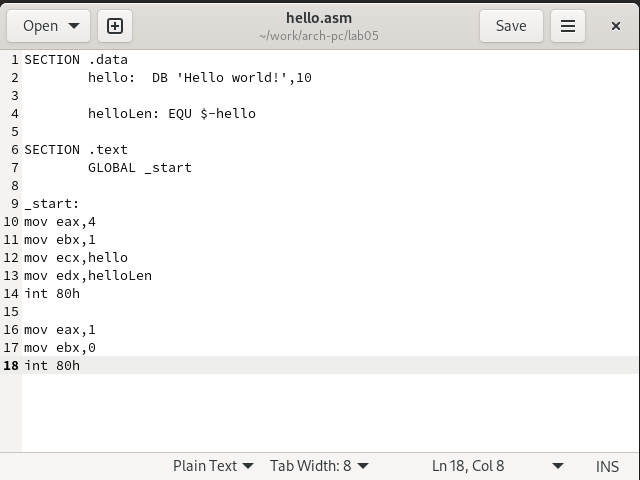 Open
hello.asm
~/work/arch-pc/lab05
Save
1 SECTION .data
2 hello: DB 'Hello world!',10
3
4 helloLen: EQU $-hello
5
6 SECTION .text
7 GLOBAL _start
8
9 _start:
10 mov eax,4
11 mov ebx,1
12 mov ecx,hello
13 mov edx,helloLen
14 int 80h
15
16 mov eax,1
17 mov ebx,0
18 int 80h
Plain Text Tab Width: 8 Ln 18, Col 8 INS